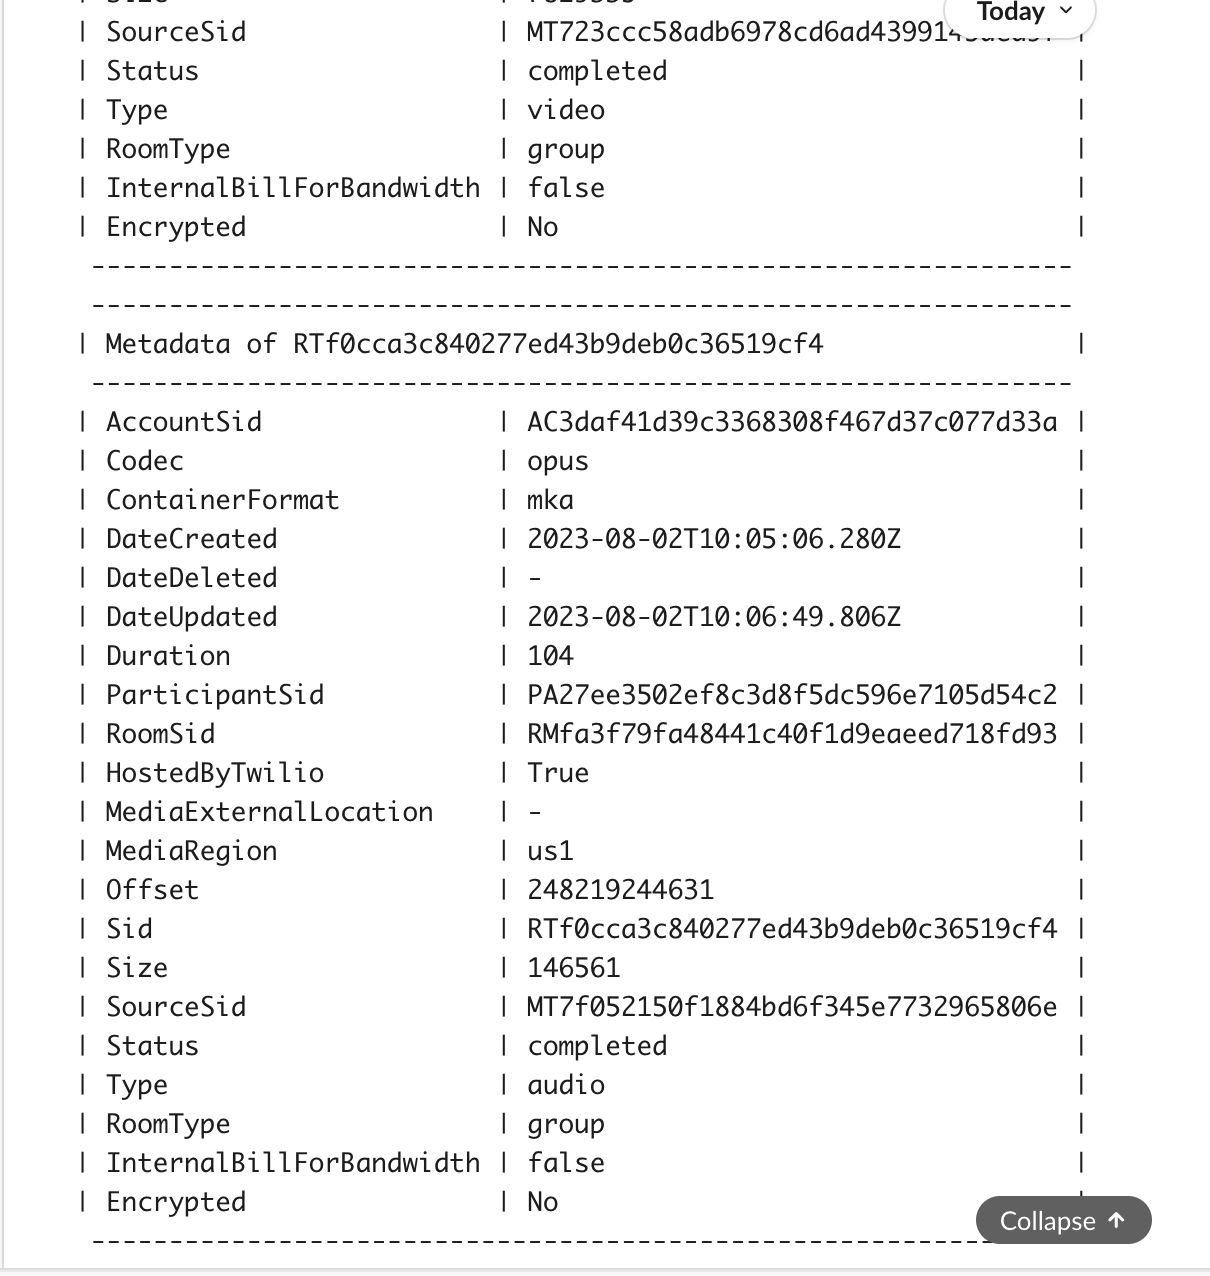 Today
| SourceSid | MT723ccc58adb6978cd6ad4399143 |
| Status | completed |
| Type | video |
| RoomType | group |
| InternalBillForBandwidth | false |
| Encrypted | No |
---------------------------------------------------------------
---------------------------------------------------------------
| Metadata of RTf0cca3c840277ed43b9deb0c36519cf4 |
---------------------------------------------------------------
| AccountSid | AC3daf41d39c3368308f467d37c077d33a |
| Codec | opus |
| ContainerFormat | mka |
| DateCreated | 2023-08-02T10:05:06.280Z |
| DateDeleted | - |
| DateUpdated | 2023-08-02T10:06:49.806Z |
| Duration | 104 |
| ParticipantSid | PA27ee3502ef8c3d8f5dc596e7105d54c2 |
| RoomSid | RMfa3f79fa48441c40f1d9eaeed718fd93 |
| HostedByTwilio | True |
| MediaExternalLocation | - |
| MediaRegion | us1 |
| Offset | 248219244631 |
| Sid | RTf0cca3c840277ed43b9deb0c36519cf4 |
| Size | 146561 |
| SourceSid | MT7f052150f1884bd6f345e7732965806e |
| Status | completed |
| Type | audio |
| RoomType | group |
| InternalBillForBandwidth | false |
| Encrypted | No |
Collapse
---------------------------------------------------------------